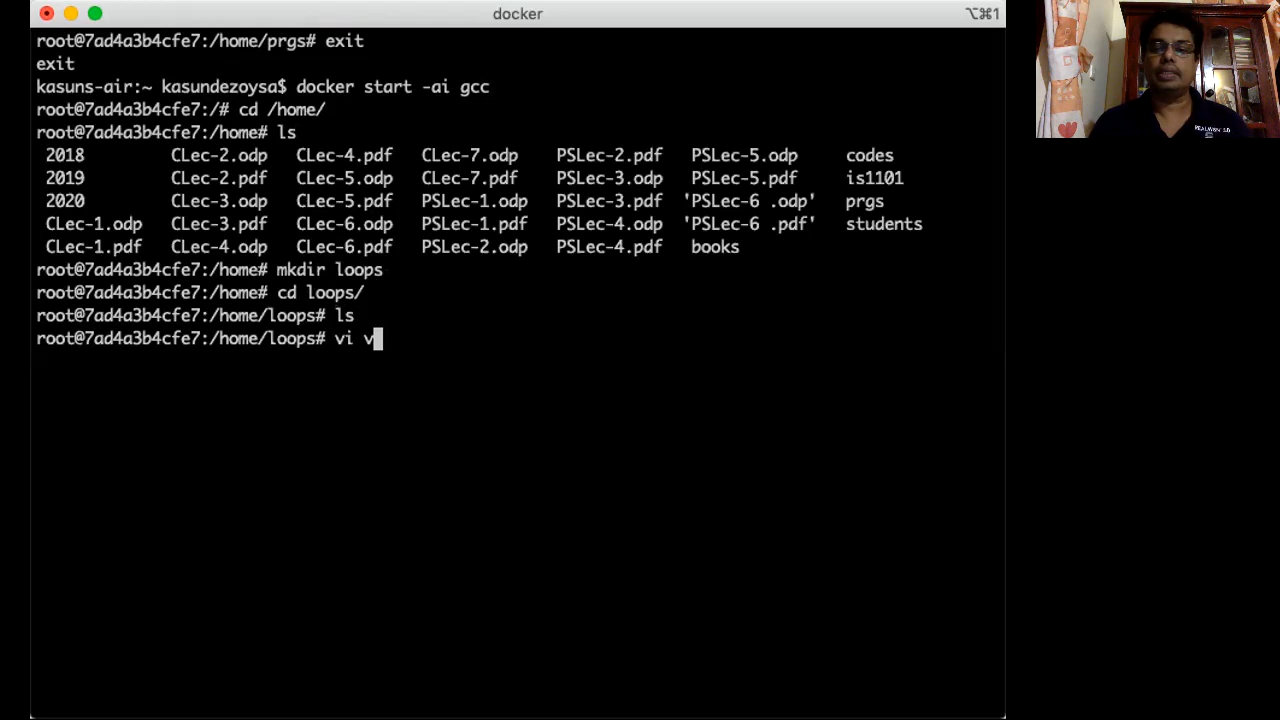 docker
⌥⌘1
root@7ad4a3b4cfe7:/home/prgs# exit
exit
kasuns-air:~ kasundezoysa$ docker start -ai gcc
root@7ad4a3b4cfe7:/# cd /home/
root@7ad4a3b4cfe7:/home# ls
2018 CLec-2.odp CLec-4.pdf CLec-7.odp PSLec-2.pdf PSLec-5.odp codes
2019 CLec-2.pdf CLec-5.odp CLec-7.pdf PSLec-3.odp PSLec-5.pdf is1101
2020 CLec-3.odp CLec-5.pdf PSLec-1.odp PSLec-3.pdf 'PSLec-6 .odp' prgs
CLec-1.odp CLec-3.pdf CLec-6.odp PSLec-1.pdf PSLec-4.odp 'PSLec-6 .pdf' students
CLec-1.pdf CLec-4.odp CLec-6.pdf PSLec-2.odp PSLec-4.pdf books
root@7ad4a3b4cfe7:/home# mkdir loops
root@7ad4a3b4cfe7:/home# cd loops/
root@7ad4a3b4cfe7:/home/loops# ls
root@7ad4a3b4cfe7:/home/loops# vi v